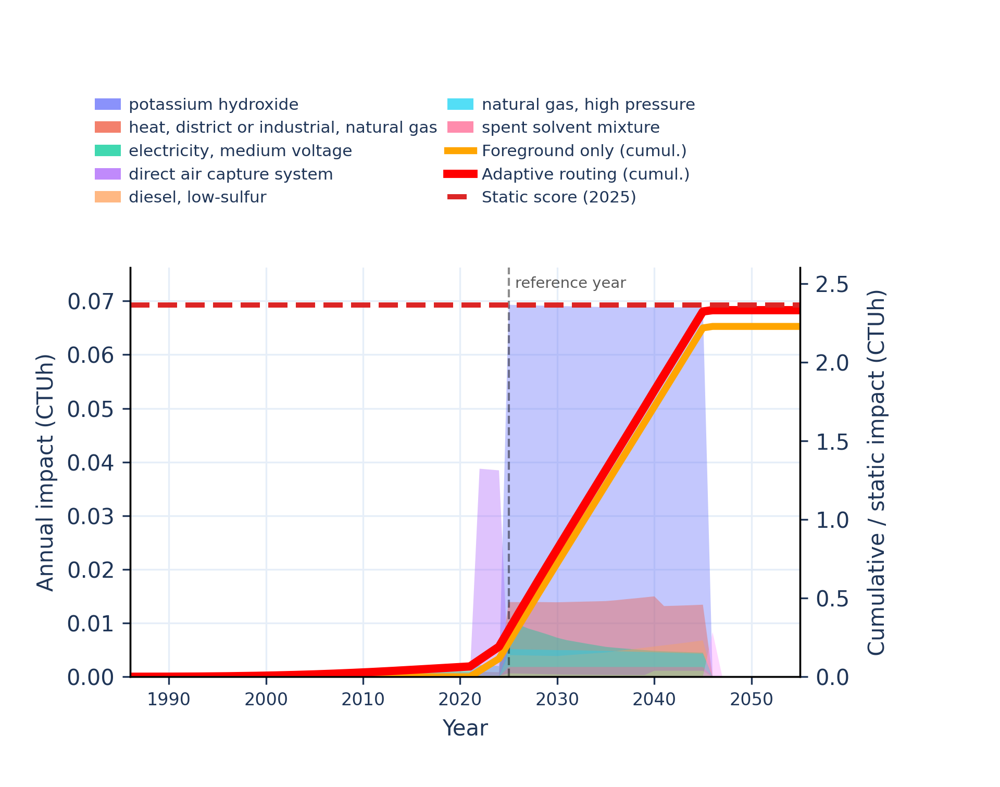 potassium hydroxide
heat, district or industrial, natural gas
electricity, medium voltage
direct air capture system
diesel, low-sulfur
natural gas, high pressure
spent solvent mixture
Foreground only (cumul.)
Adaptive routing (cumul.)
Static score (2025)
reference year
Annual impact (CTUh)
0.07
0.06
0.05
0.04
0.03
0.02
0.01
0.00
2.5
2.0
1.5
1.0
0.5
0.0
Cumulative / static impact (CTUh)
1990 2000 2010 2020 2030 2040 2050
Year